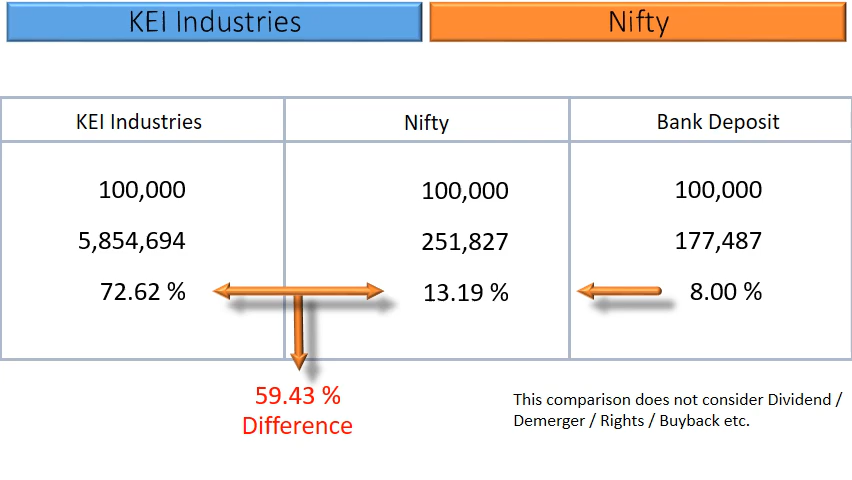 KEI Industries
Nifty
KEI Industries
Nifty
Bank Deposit
100,000
100,000
100,000
5,854,694
251,827
177,487
72.62 %
13.19 %
8.00 %
59.43 %
Difference
This comparison does not consider Dividend /
Demerger / Rights / Buyback etc.